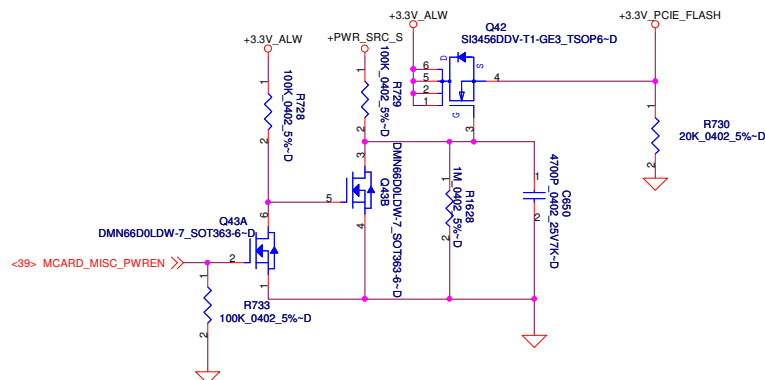 +3.3V_ALW
+3.3V_PCIE_FLASH
Q42
SI3456DDV-T1-GE3_TSOP6~D
+3.3V_ALW
+PWR_SRC_S
1
100K_0402_5%~D
R728
2
1
100K_0402_5%~D
R729
2
6
5
2
1
D
S
G
4
3
1
R730
20K_0402_5%~D
2
3
DMN66D0LDW-7_SOT363-6~D
Q43B
5
4
1
1M_0402_5%~D
R1628
2
1
4700P_0402_25V7K~D
C650
2
Q43A
DMN66D0LDW-7_SOT363-6~D
6
2
1
<39> MCARD_MISC_PWREN
1
R733
100K_0402_5%~D
2